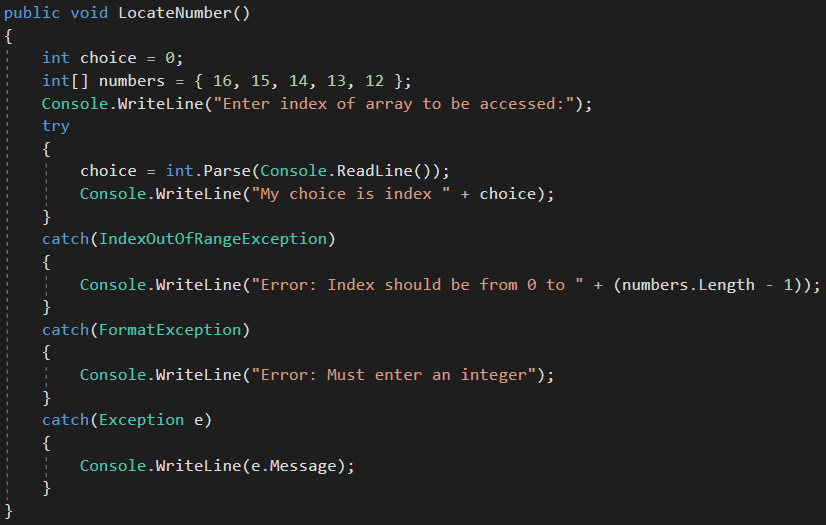 public void LocateNumber()
{
    int choice = 0;
    int[] numbers = { 16, 15, 14, 13, 12 };
    Console.WriteLine("Enter index of array to be accessed:");
    try
    {
        choice = int.Parse(Console.ReadLine());
        Console.WriteLine("My choice is index " + choice);
    }
    catch(IndexOutOfRangeException)
    {
        Console.WriteLine("Error: Index should be from 0 to " + (numbers.Length - 1));
    }
    catch(FormatException)
    {
        Console.WriteLine("Error: Must enter an integer");
    }
    catch(Exception e)
    {
        Console.WriteLine(e.Message);
    }
}